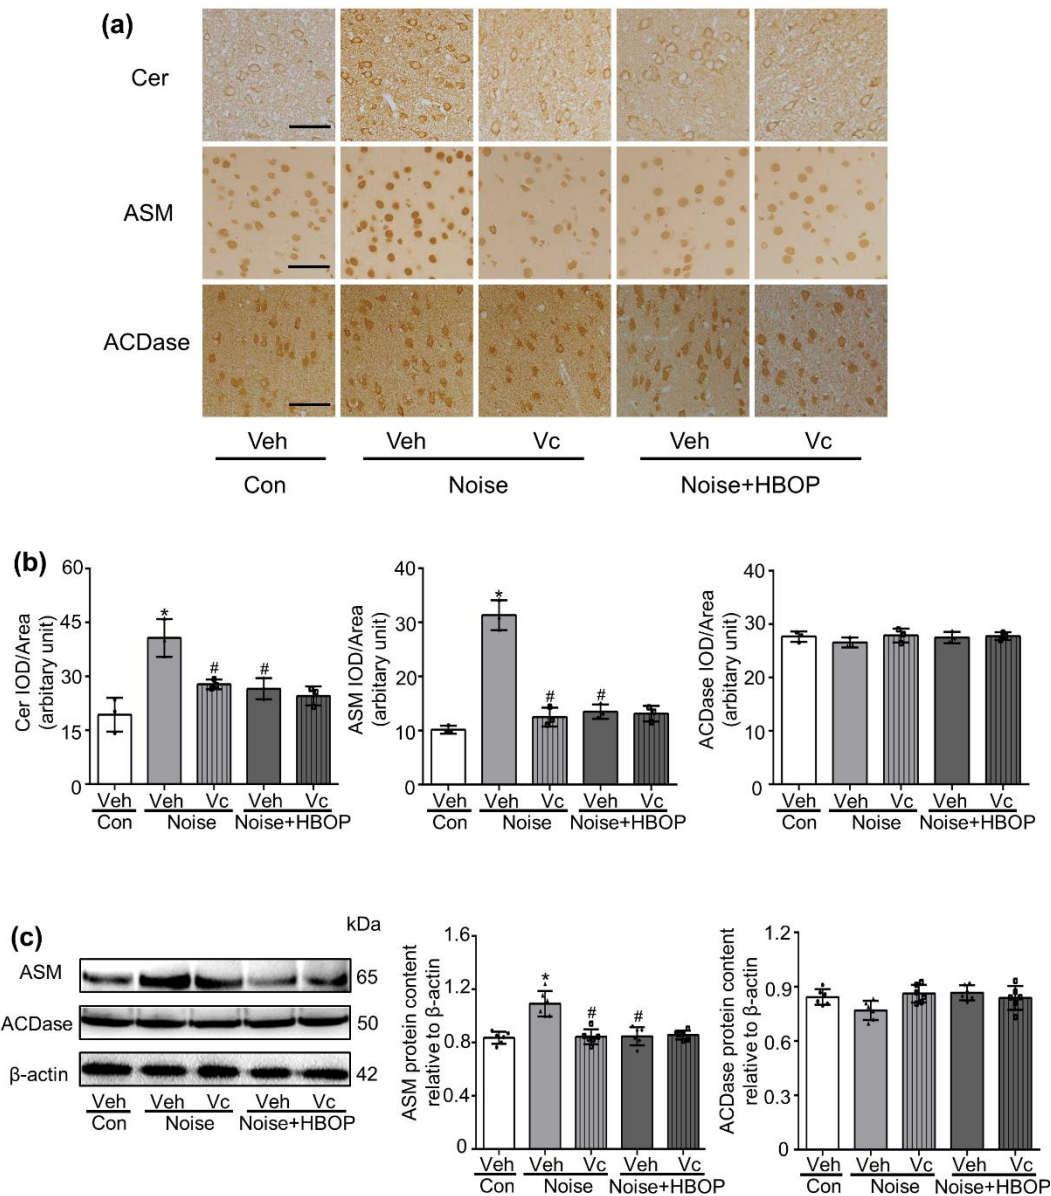 (a)
Cer
ASM
ACDase
Veh Veh Vc Veh Vc
Con Noise Noise+HBOP
(b)
Cer IOD/Area
(arbitary unit)
60
45
30
15
0
*
#
#
Veh Veh Vc Veh Vc
Con Noise Noise+HBOP
ASM IOD/Area
(arbitary unit)
40
30
20
10
0
*
#
#
Veh Veh Vc Veh Vc
Con Noise Noise+HBOP
ACDase IOD/Area
(arbitary unit)
40
30
20
10
0
Veh Veh Vc Veh Vc
Con Noise Noise+HBOP
(c)
kDa
ASM 65
ACDase 50
β-actin 42
Veh Veh Vc Veh Vc
Con Noise Noise+HBOP
ASM protein content
relative to β-actin
1.6
1.2
0.8
0.4
0
*
#
#
Veh Veh Vc Veh Vc
Con Noise Noise+HBOP
ACDase protein content
relative to β-actin
1.2
0.9
0.6
0.3
0
Veh Veh Vc Veh Vc
Con Noise Noise+HBOP